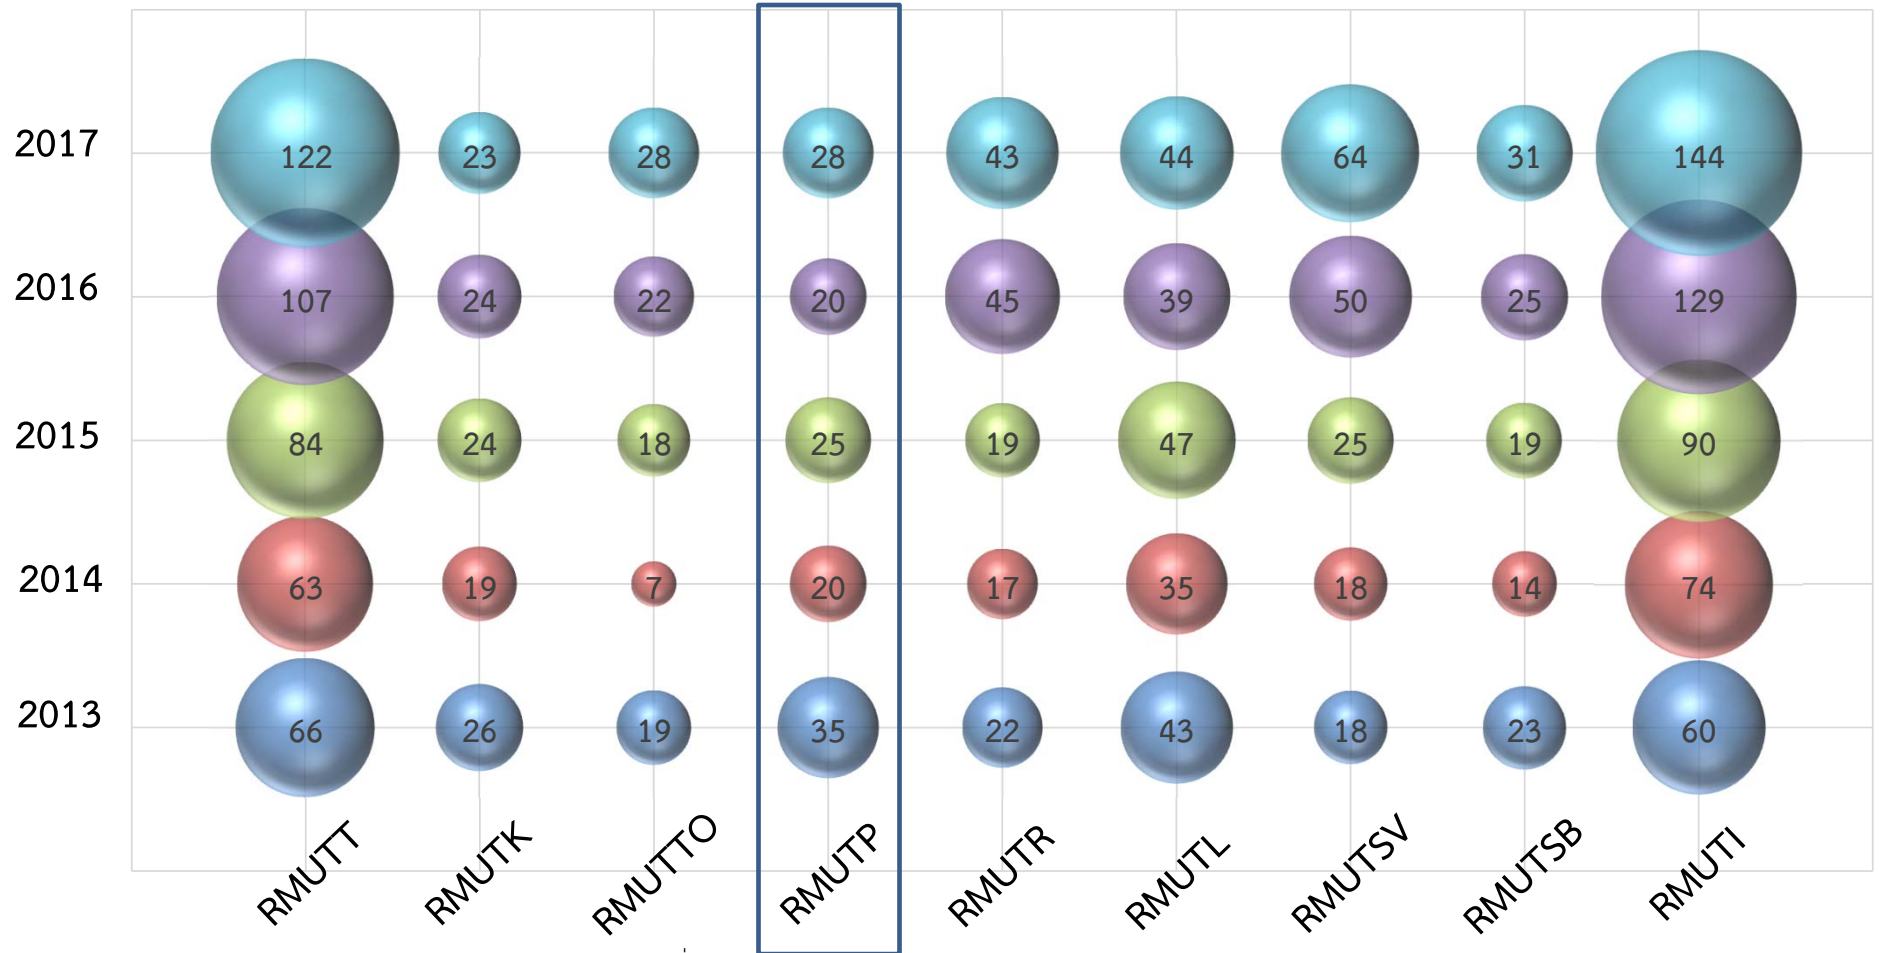 2017 122 23 28 28 43 44 64 31 144
2016 107 24 22 20 45 39 50 25 129
2015 84 24 18 25 19 47 25 19 90
2014 63 19 7 20 17 35 18 14 74
2013 66 26 19 35 22 43 18 23 60
RMUTT RMUTK RMUTTO RMUTP RMUTR RMUTL RMUTSV RMUTSB RMUTI